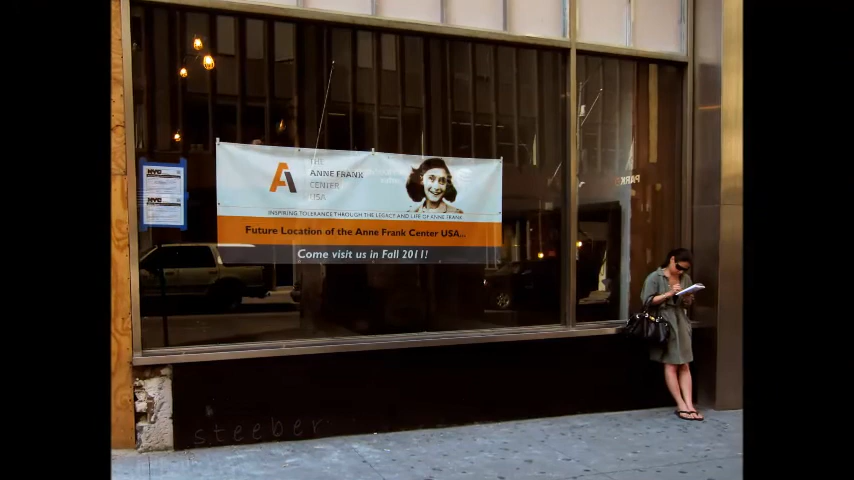 THE
ANNE FRANK
CENTER
USA
INSPIRING TOLERANCE THROUGH THE LEGACY AND LIFE OF ANNE FRANK
Future Location of the Anne Frank Center USA...
Come visit us in Fall 2011!
NYC
NYC
PARK
steeber